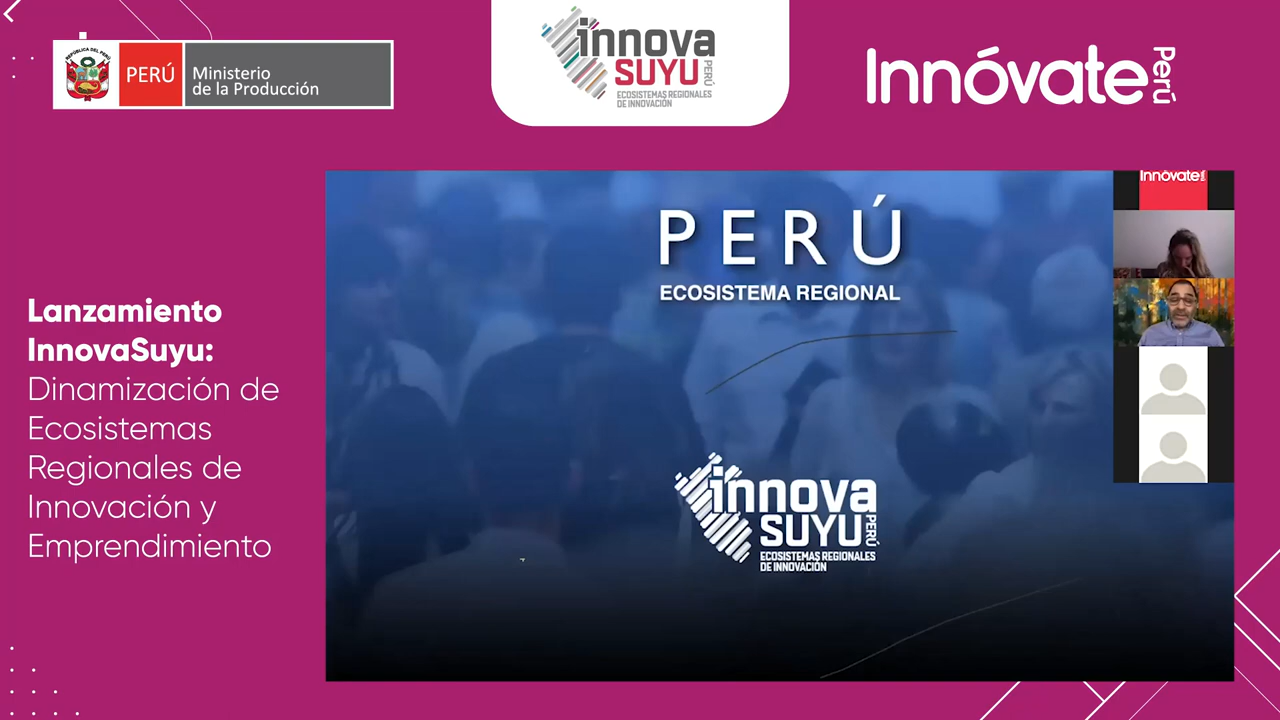 REPÚBLICA DEL PERÚ
PERÚ
Ministerio
de la Producción
innova
SUYU
PERÚ
ECOSISTEMAS REGIONALES
DE INNOVACIÓN
Innóvate
Perú
Lanzamiento
InnovaSuyu:
Dinamización de
Ecosistemas
Regionales de
Innovación y
Emprendimiento
PERÚ
ECOSISTEMA REGIONAL
innova
SUYU
PERÚ
ECOSISTEMAS REGIONALES
DE INNOVACIÓN
Innóvate